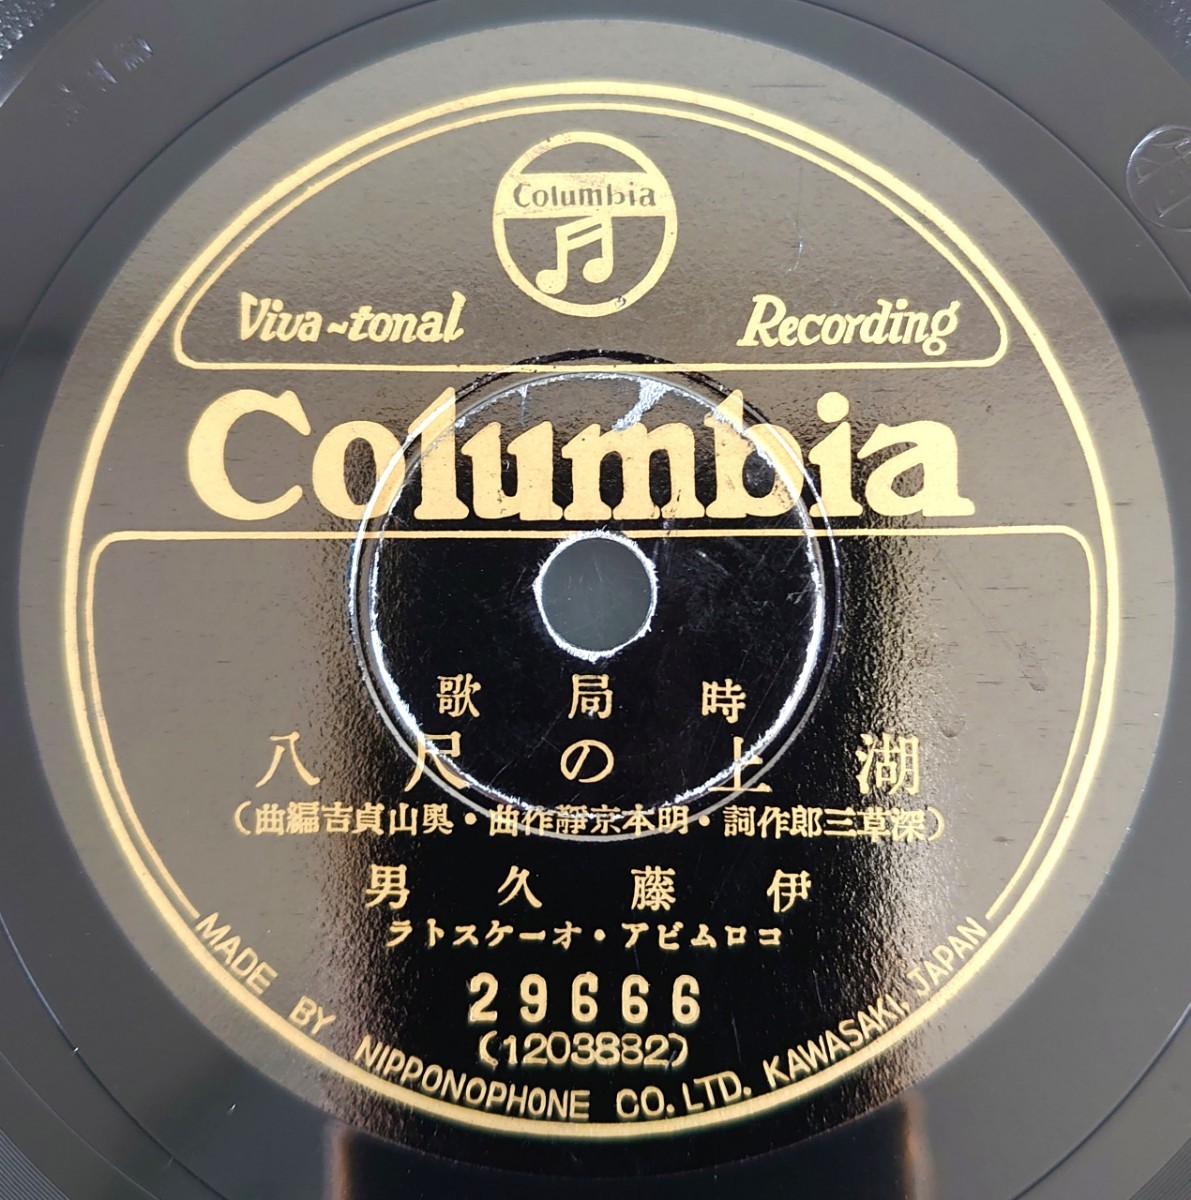 Columbia
Viva-tonal Recording
Columbia
時局歌
湖上の尺八
(深草三郎作詞・明本京靜作曲・奥山貞吉編曲)
伊藤久男
コロムビア・オーケストラ
29666
(1203882)
MADE BY NIPPONOPHONE CO. LTD. KAWASAKI, JAPAN